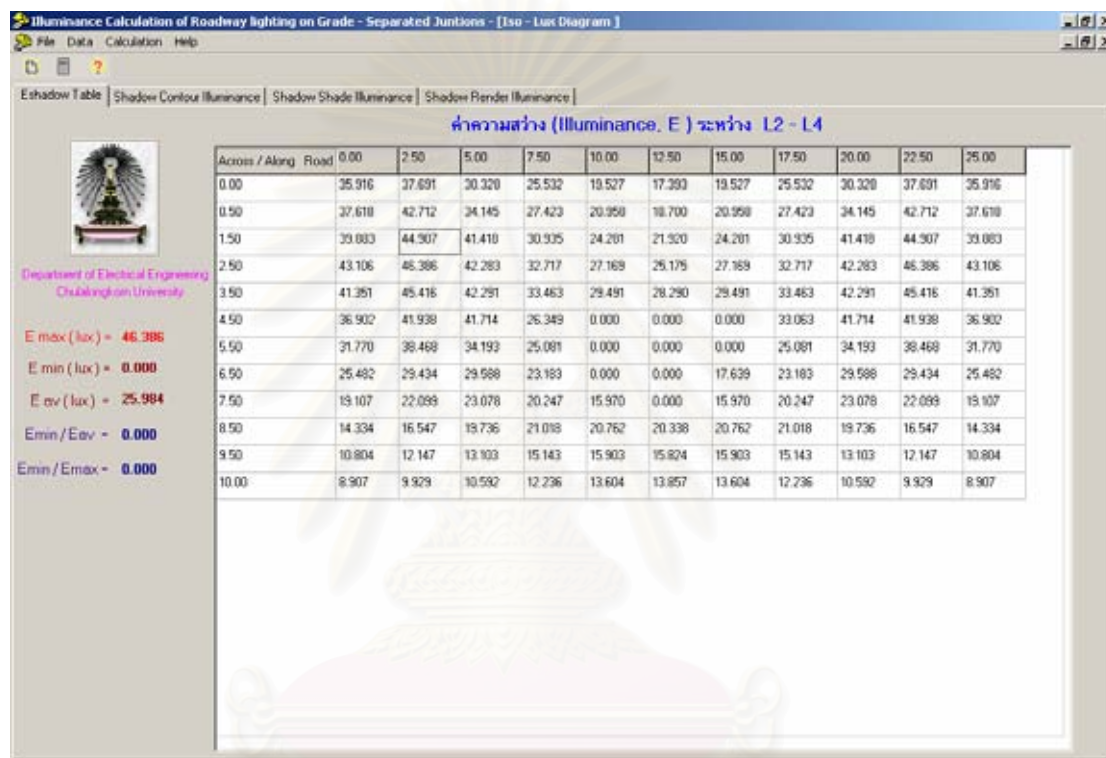 Illuminance Calculation of Roadway lighting on Grade - Separated Juntions - [Iso - Lux Diagram ]
File Data Calculation Help
Eshadow Table Shadow Contour Illuminance Shadow Shade Illuminance Shadow Render Illuminance
ค่าความสว่าง (Illuminance, E ) ระหว่าง L2 - L4
Across / Along Road 0.00 2.50 5.00 7.50 10.00 12.50 15.00 17.50 20.00 22.50 25.00
0.00 35.916 37.691 30.328 25.532 19.527 17.393 19.527 25.532 30.328 37.691 35.916
0.50 37.618 42.712 34.145 27.423 20.958 18.700 20.958 27.423 34.145 42.712 37.618
1.50 39.083 44.907 41.418 30.935 24.281 21.920 24.281 30.935 41.418 44.907 39.083
2.50 43.106 46.386 42.283 32.717 27.169 25.175 27.169 32.717 42.283 46.386 43.106
3.50 41.351 45.416 42.291 33.463 29.491 28.290 29.491 33.463 42.291 45.416 41.351
4.50 36.902 41.938 41.714 26.349 0.000 0.000 0.000 33.063 41.714 41.938 36.902
5.50 31.770 38.468 34.193 25.081 0.000 0.000 0.000 25.081 34.193 38.468 31.770
6.50 25.482 29.434 29.588 23.183 0.000 0.000 17.639 23.183 29.588 29.434 25.482
7.50 19.107 22.099 23.078 20.247 15.970 0.000 15.970 20.247 23.078 22.099 19.107
8.50 14.334 16.547 19.736 21.018 20.762 20.338 20.762 21.018 19.736 16.547 14.334
9.50 10.804 12.147 13.103 15.143 15.903 15.824 15.903 15.143 13.103 12.147 10.804
10.00 8.907 9.929 10.592 12.236 13.604 13.857 13.604 12.236 10.592 9.929 8.907
Department of Electrical Engineering
Chulalongkorn University
E max ( lux ) = 46.386
E min ( lux ) = 0.000
E av ( lux ) = 25.984
Emin / Eav = 0.000
Emin / Emax = 0.000